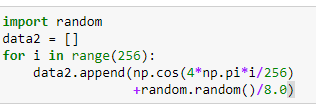 import random
data2 = []
for i in range(256):
    data2.append(np.cos(4*np.pi*i/256)
                 +random.random()/8.0)